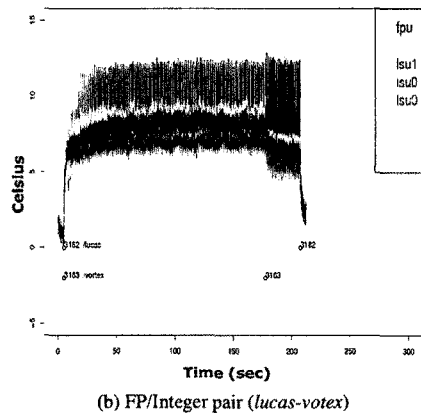 15
10
5
0
-5
Celsius
fpu
lsu1
isu0
lsu0
3162 /lucas
3163 /vortex
3163
3162
0
50
100
150
200
250
300
Time (sec)
(b) FP/Integer pair (lucas-votex)